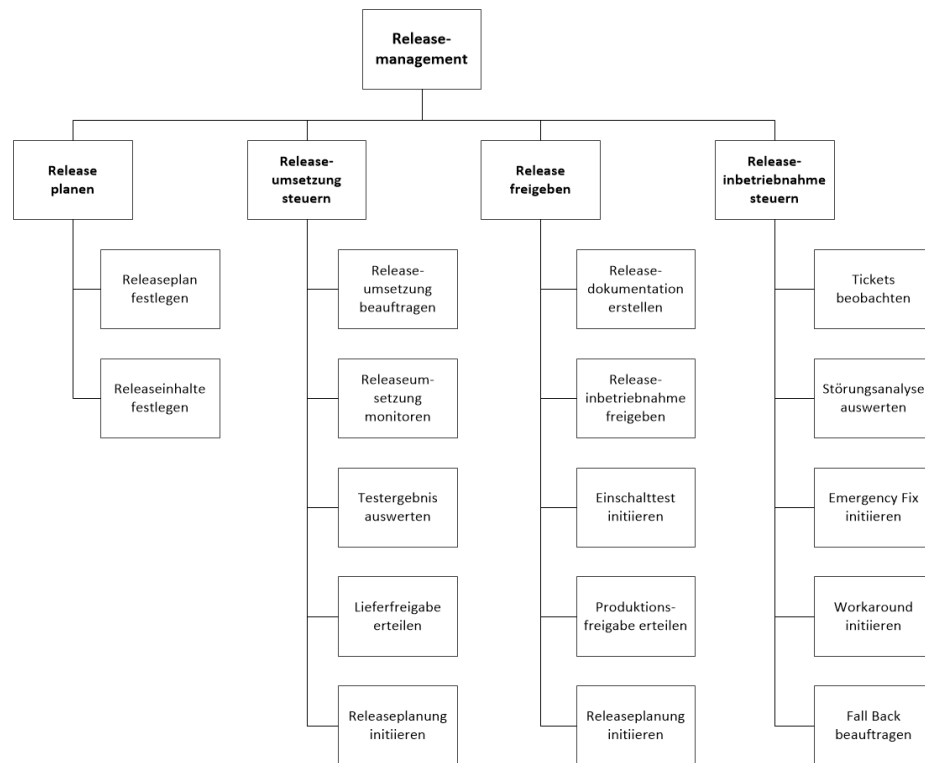 Release-
management
Release
planen
Release-
umsetzung
steuern
Release
freigeben
Release-
inbetriebnahme
steuern
Releaseplan
festlegen
Releaseinhalte
festlegen
Release-
umsetzung
beauftragen
Releaseum-
setzung
monitoren
Testergebnis
auswerten
Lieferfreigabe
erteilen
Releaseplanung
initiieren
Release-
dokumentation
erstellen
Release-
inbetriebnahme
freigeben
Einschalttest
initiieren
Produktions-
freigabe erteilen
Releaseplanung
initiieren
Tickets
beobachten
Störungsanalyse
auswerten
Emergency Fix
initiieren
Workaround
initiieren
Fall Back
beauftragen